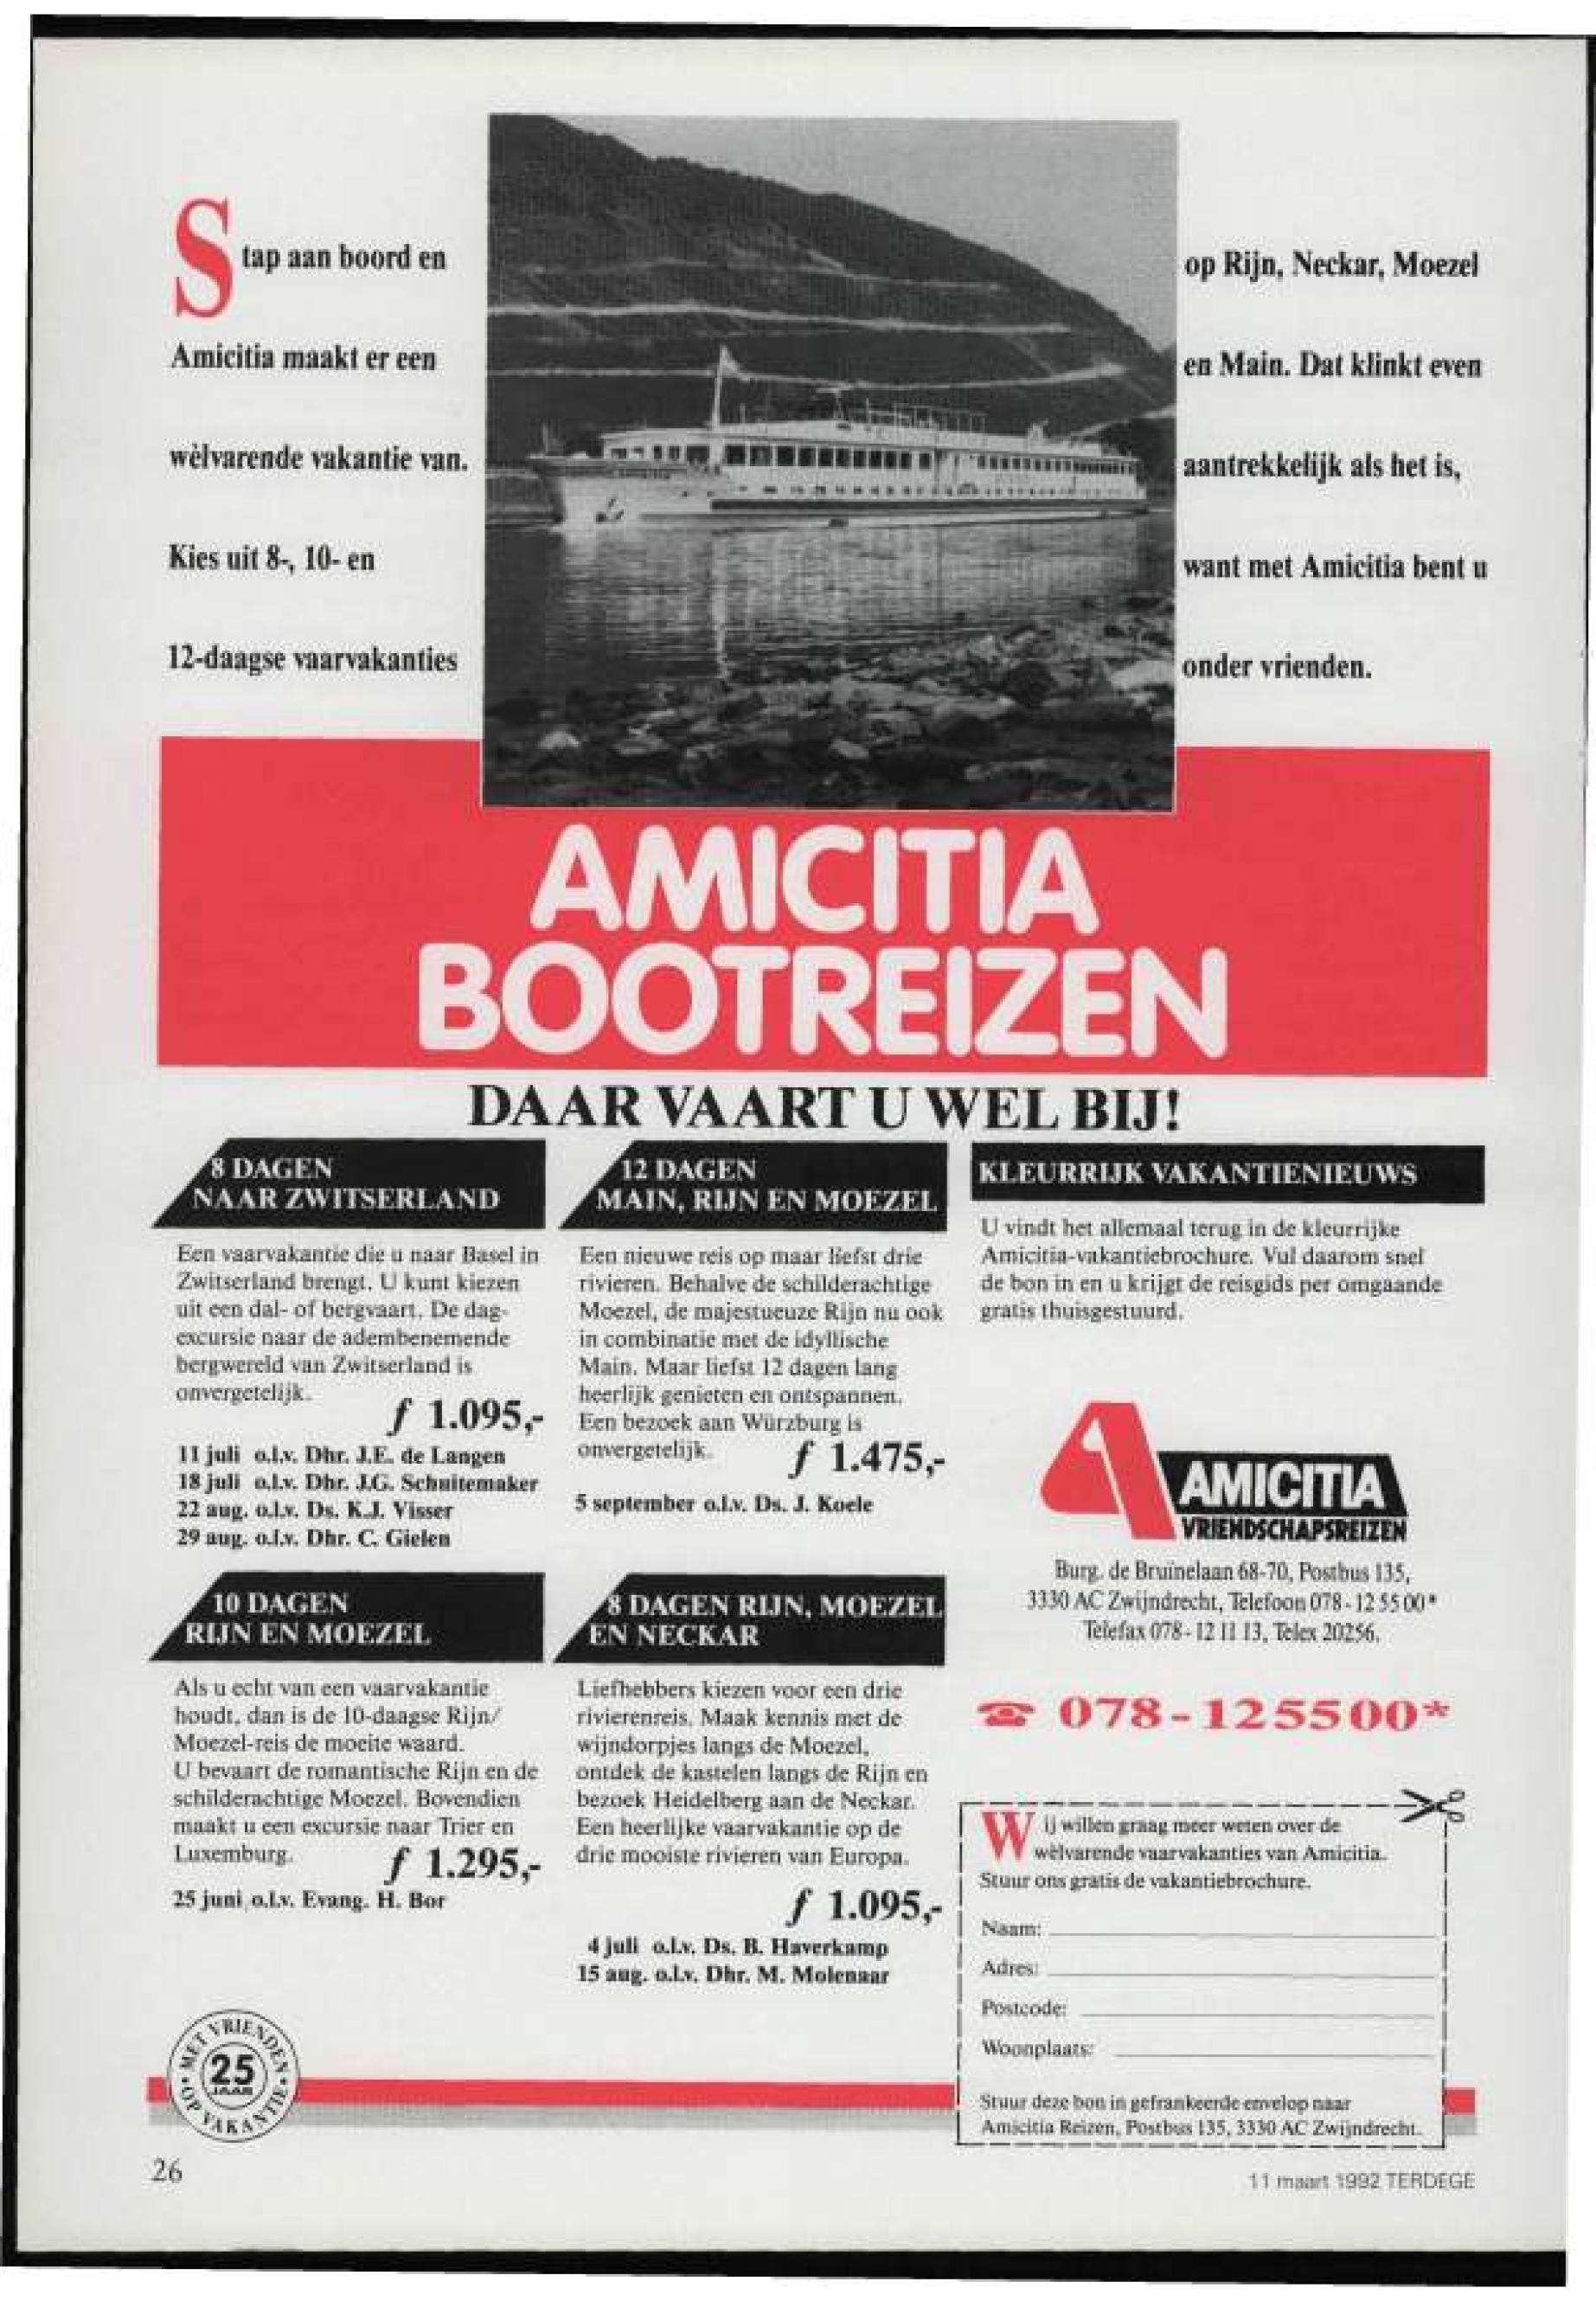 Stap aan boord en
Amicitia maakt er een
wèlvarende vakantie van.
Kies uit 8-, 10- en
12-daagse vaarvakanties
op Rijn, Neckar, Moezel
en Main. Dat klinkt even
aantrekkelijk als het is,
want met Amicitia bent u
onder vrienden.
AMICITIA
BOOTREIZEN
DAAR VAART U WEL BIJ!
8 DAGEN
NAAR ZWITSERLAND
Een vaarvakantie die u naar Basel in
Zwitserland brengt. U kunt kiezen
uit een dal- of bergvaart. De dag-
excursie naar de adembenemende
bergwereld van Zwitserland is
onvergetelijk.
f 1.095,-
11 juli o.l.v. Dhr. J.E. de Langen
18 juli o.l.v. Dhr. J.G. Schuitemaker
22 aug. o.l.v. Ds. K.J. Visser
29 aug. o.l.v. Dhr. C. Gielen
10 DAGEN
RIJN EN MOEZEL
Als u echt van een vaarvakantie
houdt, dan is de 10-daagse Rijn/
Moezel-reis de moeite waard.
U bevaart de romantische Rijn en de
schilderachtige Moezel. Bovendien
maakt u een excursie naar Trier en
Luxemburg.
f 1.295,-
25 juni o.l.v. Evang. H. Bor
12 DAGEN
MAIN, RIJN EN MOEZEL
Een nieuwe reis op maar liefst drie
rivieren. Behalve de schilderachtige
Moezel, de majestueuze Rijn nu ook
in combinatie met de idyllische
Main. Maar liefst 12 dagen lang
heerlijk genieten en ontspannen.
Een bezoek aan Würzburg is
onvergetelijk.
f 1.475,-
5 september o.l.v. Ds. J. Koele
8 DAGEN RIJN, MOEZEL
EN NECKAR
Liefhebbers kiezen voor een drie
rivierenreis. Maak kennis met de
wijndorpjes langs de Moezel,
ontdek de kastelen langs de Rijn en
bezoek Heidelberg aan de Neckar.
Een heerlijke vaarvakantie op de
drie mooiste rivieren van Europa.
f 1.095,-
4 juli o.l.v. Ds. B. Haverkamp
15 aug. o.l.v. Dhr. M. Molenaar
KLEURRIJK VAKANTIENIEUWS
U vindt het allemaal terug in de kleurrijke
Amicitia-vakantiebrochure. Vul daarom snel
de bon in en u krijgt de reisgids per omgaande
gratis thuisgestuurd.
AMICITIA
VRIENDSCHAPSREIZEN
Burg. de Bruïnelaan 68-70, Postbus 135,
3330 AC Zwijndrecht, Telefoon 078-12 55 00*
Telefax 078-12 11 13, Telex 20256.
☎ 078-125500*
Wij willen graag meer weten over de
wèlvarende vaarvakanties van Amicitia.
Stuur ons gratis de vakantiebrochure.
Naam:
Adres:
Postcode:
Woonplaats:
Stuur deze bon in gefrankeerde envelop naar
Amicitia Reizen, Postbus 135, 3330 AC Zwijndrecht.
MET VRIENDEN OP VAKANTIE
25
JAAR
26
11 maart 1992 TERDEGE